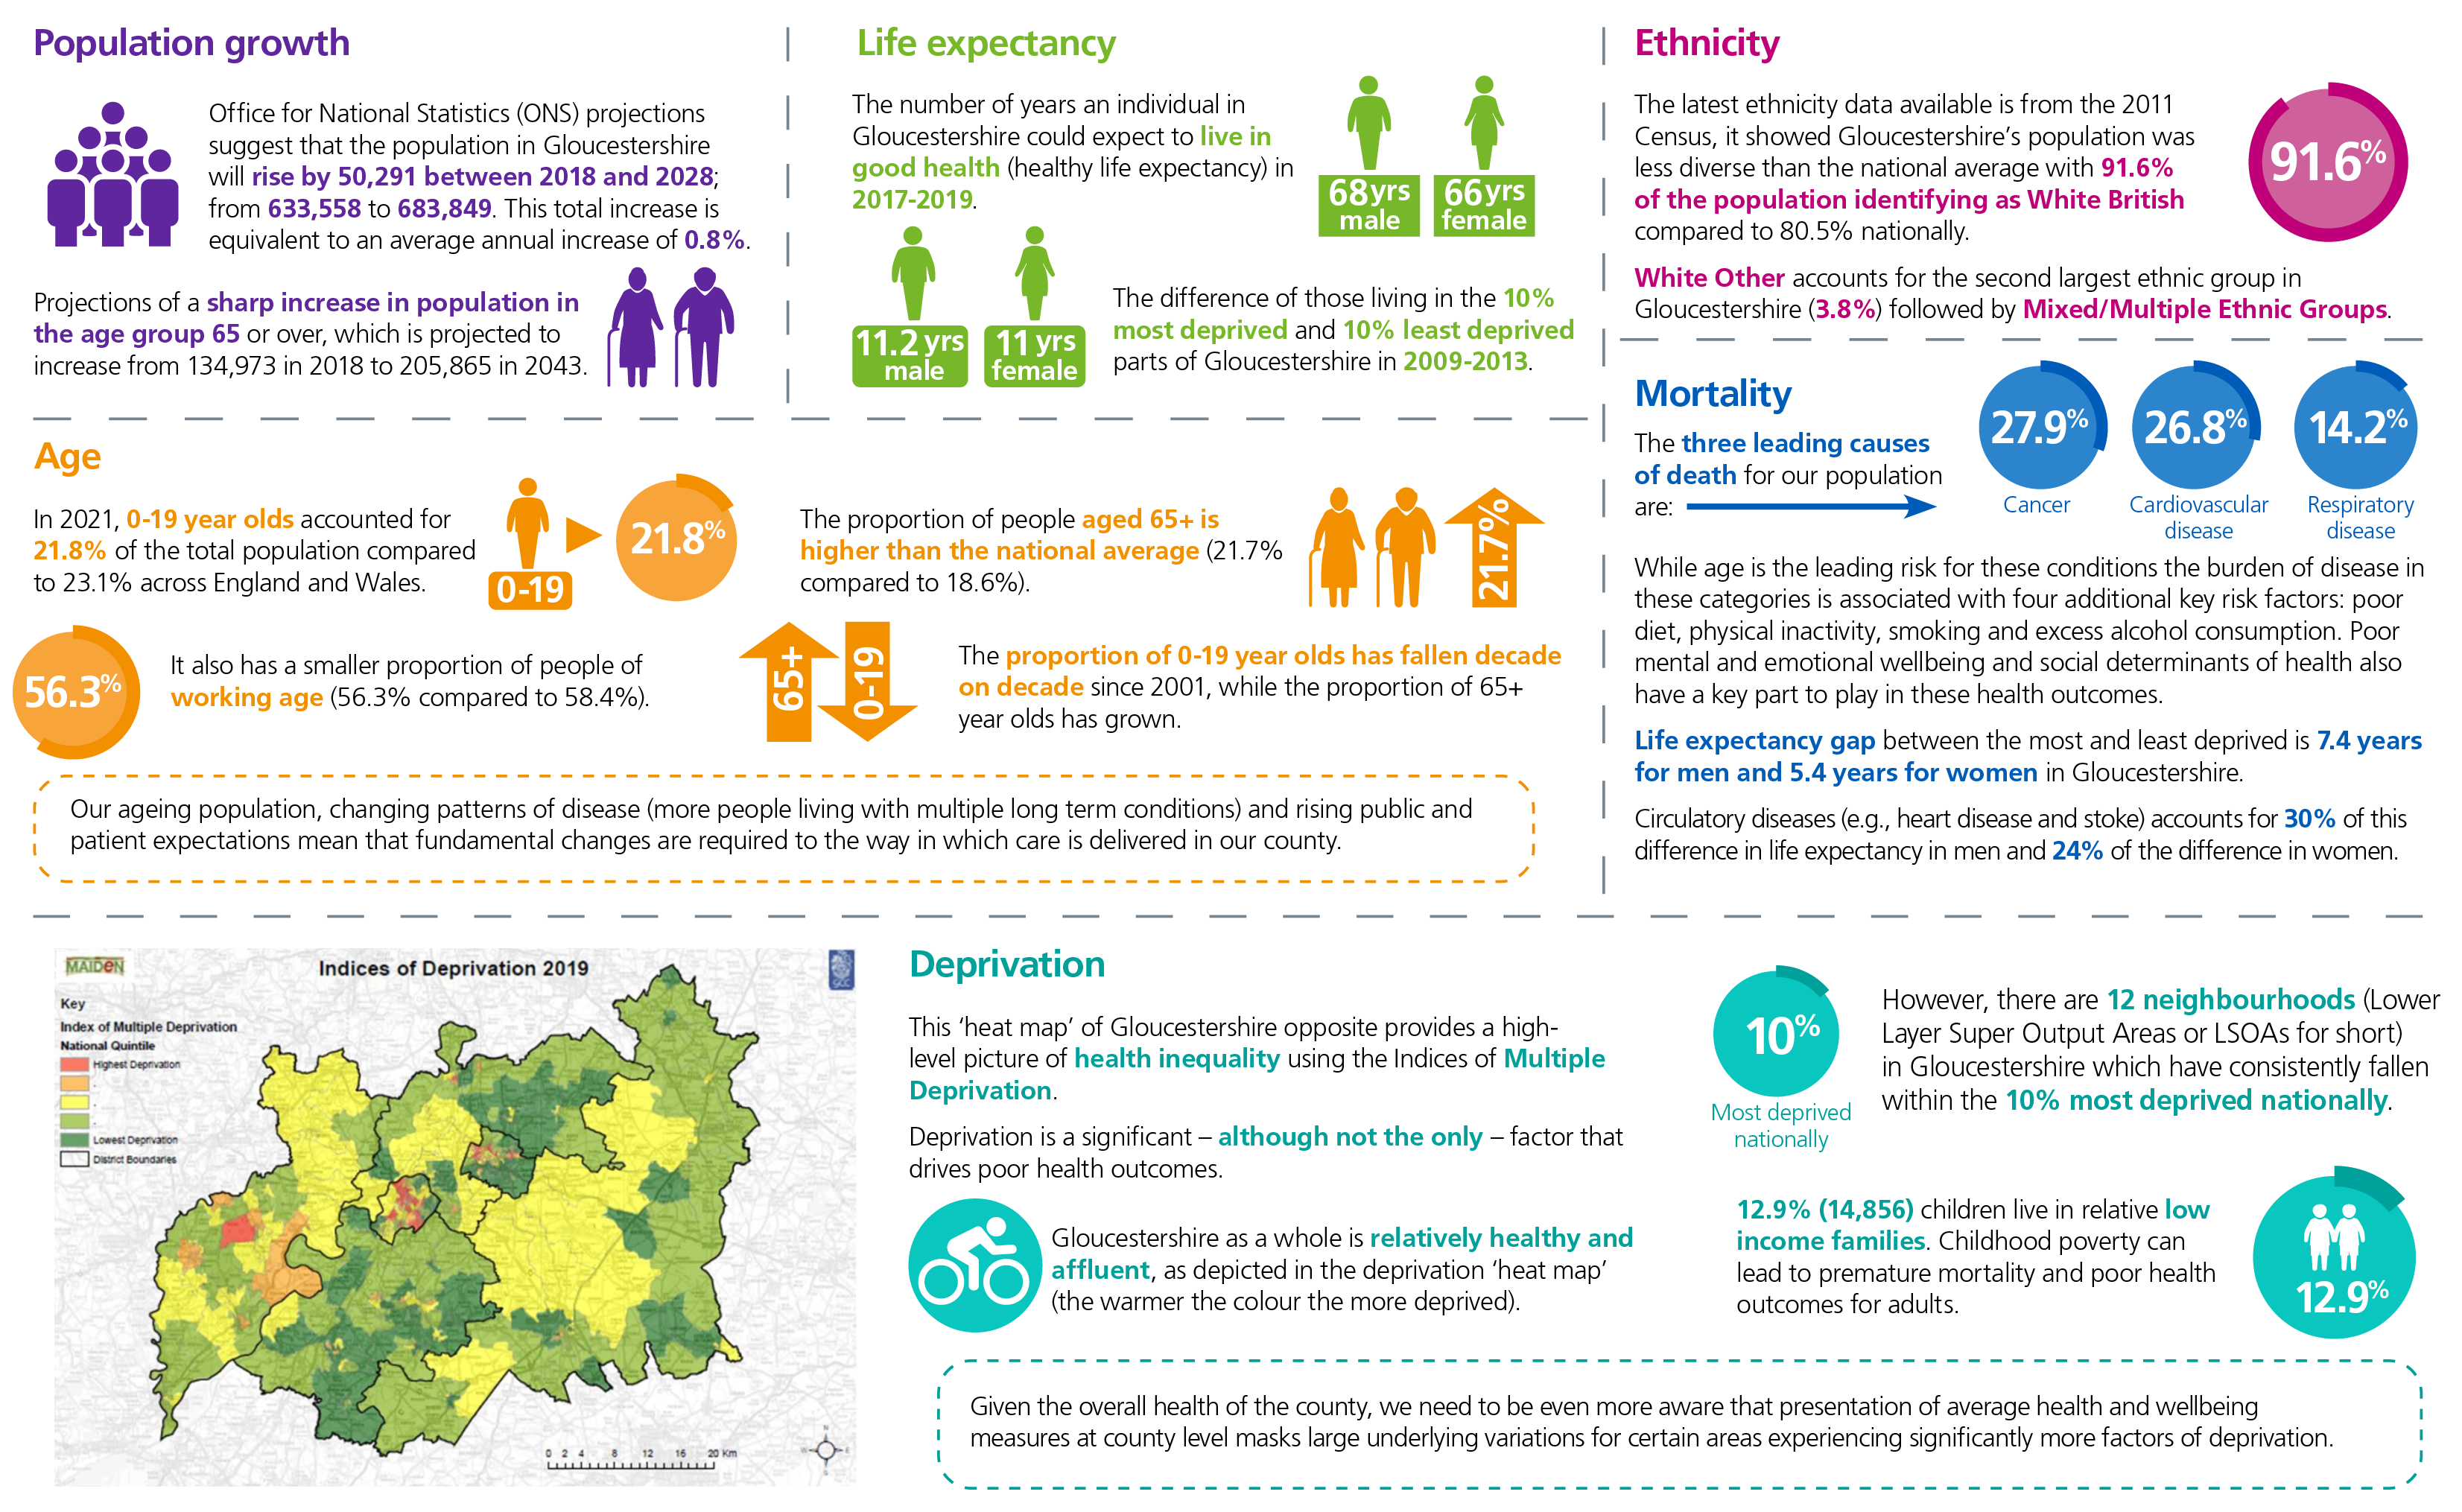 Population growth
Office for National Statistics (ONS) projections
suggest that the population in Gloucestershire
will rise by 50,291 between 2018 and 2028;
from 633,558 to 683,849. This total increase is
equivalent to an average annual increase of 0.8%.
Projections of a sharp increase in population in
the age group 65 or over, which is projected to
increase from 134,973 in 2018 to 205,865 in 2043.
Life expectancy
The number of years an individual in
Gloucestershire could expect to live in
good health (healthy life expectancy) in
2017-2019.
68 yrs
male
66 yrs
female
11.2 yrs
male
11 yrs
female
The difference of those living in the 10%
most deprived and 10% least deprived
parts of Gloucestershire in 2009-2013.
Ethnicity
The latest ethnicity data available is from the 2011
Census, it showed Gloucestershire's population was
less diverse than the national average with 91.6%
of the population identifying as White British
compared to 80.5% nationally.
91.6%
White Other accounts for the second largest ethnic group in
Gloucestershire (3.8%) followed by Mixed/Multiple Ethnic Groups.
Age
In 2021, 0-19 year olds accounted for
21.8% of the total population compared
to 23.1% across England and Wales.
0-19
21.8%
The proportion of people aged 65+ is
higher than the national average (21.7%
compared to 18.6%).
21.7%
56.3%
It also has a smaller proportion of people of
working age (56.3% compared to 58.4%).
65+
0-19
The proportion of 0-19 year olds has fallen decade
on decade since 2001, while the proportion of 65+
year olds has grown.
Our ageing population, changing patterns of disease (more people living with multiple long term conditions) and rising public and
patient expectations mean that fundamental changes are required to the way in which care is delivered in our county.
Mortality
The three leading causes
of death for our population
are:
27.9%
Cancer
26.8%
Cardiovascular
disease
14.2%
Respiratory
disease
While age is the leading risk for these conditions the burden of disease in
these categories is associated with four additional key risk factors: poor
diet, physical inactivity, smoking and excess alcohol consumption. Poor
mental and emotional wellbeing and social determinants of health also
have a key part to play in these health outcomes.
Life expectancy gap between the most and least deprived is 7.4 years
for men and 5.4 years for women in Gloucestershire.
Circulatory diseases (e.g., heart disease and stoke) accounts for 30% of this
difference in life expectancy in men and 24% of the difference in women.
MAIDeN
Indices of Deprivation 2019
GCC
Key
Index of Multiple Deprivation
National Quintile
Highest Deprivation
Lowest Deprivation
District Boundaries
0 2 4 8 12 16 20 Km
Deprivation
This 'heat map' of Gloucestershire opposite provides a high-
level picture of health inequality using the Indices of Multiple
Deprivation.
Deprivation is a significant – although not the only – factor that
drives poor health outcomes.
Gloucestershire as a whole is relatively healthy and
affluent, as depicted in the deprivation 'heat map'
(the warmer the colour the more deprived).
10%
Most deprived
nationally
However, there are 12 neighbourhoods (Lower
Layer Super Output Areas or LSOAs for short)
in Gloucestershire which have consistently fallen
within the 10% most deprived nationally.
12.9% (14,856) children live in relative low
income families. Childhood poverty can
lead to premature mortality and poor health
outcomes for adults.
12.9%
Given the overall health of the county, we need to be even more aware that presentation of average health and wellbeing
measures at county level masks large underlying variations for certain areas experiencing significantly more factors of deprivation.